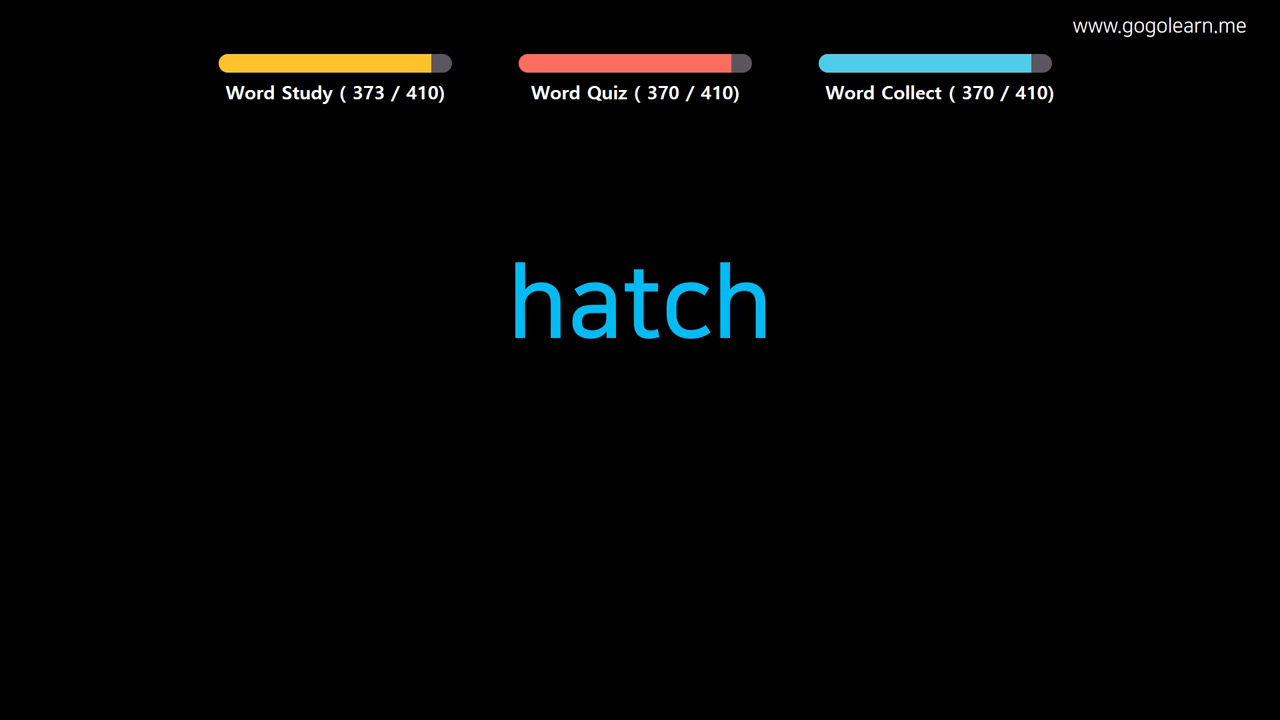 www.gogolearn.me
Word Study ( 373 / 410)
Word Quiz ( 370 / 410)
Word Collect ( 370 / 410)
hatch